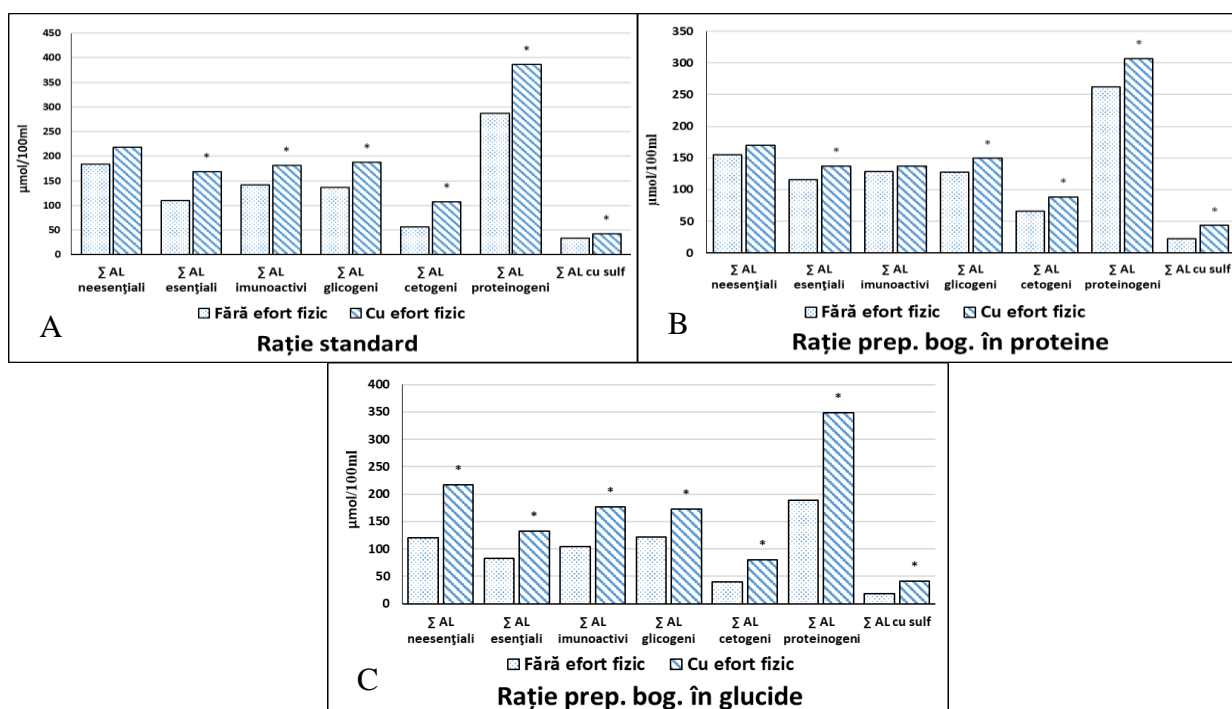 450
400
350
300
250
200
150
100
50
0
µmol/100ml
*
*
*
*
*
*
∑ AL neesenţiali
∑ AL esenţiali
∑ AL imunoactivi
∑ AL glicogeni
∑ AL cetogeni
∑ AL proteinogeni
∑ AL cu sulf
Fără efort fizic Cu efort fizic
A
Rație standard
350
300
250
200
150
100
50
0
µmol/100ml
*
*
*
*
*
∑ AL neesenţiali
∑ AL esenţiali
∑ AL imunoactivi
∑ AL glicogeni
∑ AL cetogeni
∑ AL proteinogeni
∑ AL cu sulf
Fără efort fizic Cu efort fizic
B
Rație prep. bog. în proteine
400
350
300
250
200
150
100
50
0
µmol/100ml
*
*
*
*
*
*
*
∑ AL neesenţiali
∑ AL esenţiali
∑ AL imunoactivi
∑ AL glicogeni
∑ AL cetogeni
∑ AL proteinogeni
∑ AL cu sulf
Fără efort fizic Cu efort fizic
C
Rație prep. bog. în glucide